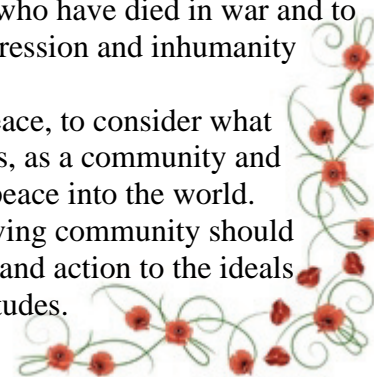 who have died in war and to
ression and inhumanity
eace, to consider what
s, as a community and
peace into the world.
ving community should
and action to the ideals
tudes.